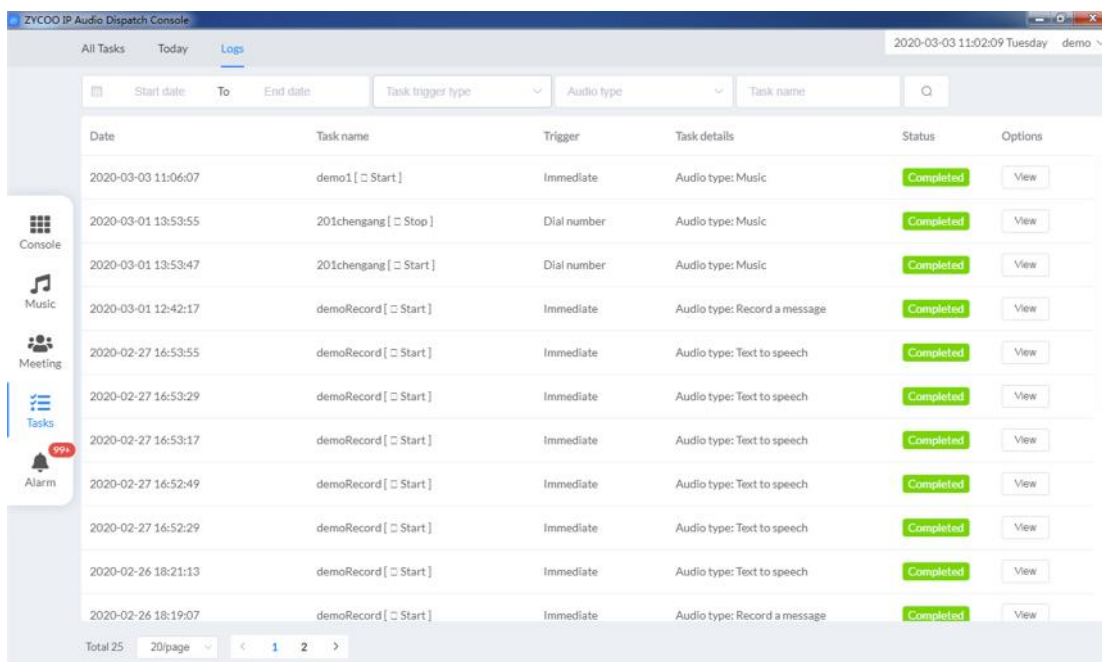 ZYCOO IP Audio Dispatch Console
All Tasks Today Logs 2020-03-03 11:02:09 Tuesday demo
Start date To End date Task trigger type Audio type Task name
Date Task name Trigger Task details Status Options
2020-03-03 11:06:07 demo1 [ □ Start ] Immediate Audio type: Music Completed View
2020-03-01 13:53:55 201chengang [ □ Stop ] Dial number Audio type: Music Completed View
2020-03-01 13:53:47 201chengang [ □ Start ] Dial number Audio type: Music Completed View
2020-03-01 12:42:17 demoRecord [ □ Start ] Immediate Audio type: Record a message Completed View
2020-02-27 16:53:55 demoRecord [ □ Start ] Immediate Audio type: Text to speech Completed View
2020-02-27 16:53:29 demoRecord [ □ Start ] Immediate Audio type: Text to speech Completed View
2020-02-27 16:53:17 demoRecord [ □ Start ] Immediate Audio type: Text to speech Completed View
2020-02-27 16:52:49 demoRecord [ □ Start ] Immediate Audio type: Text to speech Completed View
2020-02-27 16:52:29 demoRecord [ □ Start ] Immediate Audio type: Text to speech Completed View
2020-02-26 18:21:13 demoRecord [ □ Start ] Immediate Audio type: Text to speech Completed View
2020-02-26 18:19:07 demoRecord [ □ Start ] Immediate Audio type: Record a message Completed View
Console
Music
Meeting
Tasks
99+
Alarm
Total 25 20/page < 1 2 >